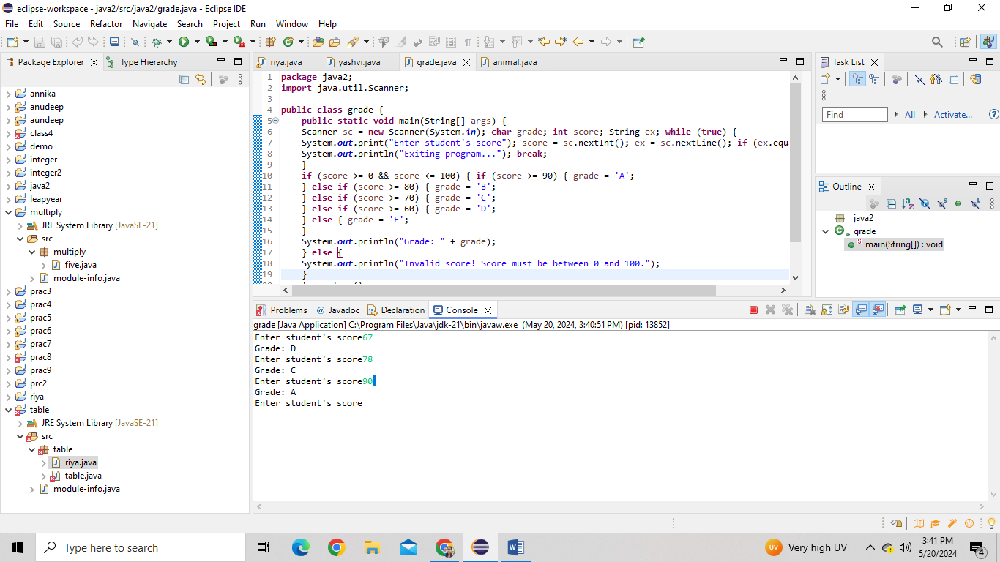 eclipse-workspace - java2/src/java2/grade.java - Eclipse IDE
File Edit Source Refactor Navigate Search Project Run Window Help
Package Explorer Type Hierarchy
annika
anudeep
aundeep
class4
demo
integer
integer2
java2
leapyear
multiply
JRE System Library [JavaSE-21]
src
multiply
five.java
module-info.java
prac3
prac4
prac5
prac6
prac7
prac8
prac9
prc2
riya
table
JRE System Library [JavaSE-21]
src
table
riya.java
table.java
module-info.java
riya.java yashvi.java grade.java animal.java
1 package java2;
2 import java.util.Scanner;
3
4 public class grade {
5 public static void main(String[] args) {
6 Scanner sc = new Scanner(System.in); char grade; int score; String ex; while (true) {
7 System.out.print("Enter student's score"); score = sc.nextInt(); ex = sc.nextLine(); if (ex.equ
8 System.out.println("Exiting program..."); break;
9 }
10 if (score >= 0 && score <= 100) { if (score >= 90) { grade = 'A';
11 } else if (score >= 80) { grade = 'B';
12 } else if (score >= 70) { grade = 'C';
13 } else if (score >= 60) { grade = 'D';
14 } else { grade = 'F';
15 }
16 System.out.println("Grade: " + grade);
17 } else {
18 System.out.println("Invalid score! Score must be between 0 and 100.");
19 }
Task List
Find All Activate...
Outline
java2
grade
main(String[]) : void
Problems Javadoc Declaration Console
grade [Java Application] C:\Program Files\Java\jdk-21\bin\javaw.exe (May 20, 2024, 3:40:51 PM) [pid: 13852]
Enter student's score67
Grade: D
Enter student's score78
Grade: C
Enter student's score90
Grade: A
Enter student's score
Type here to search
UV Very high UV
3:41 PM
5/20/2024
4